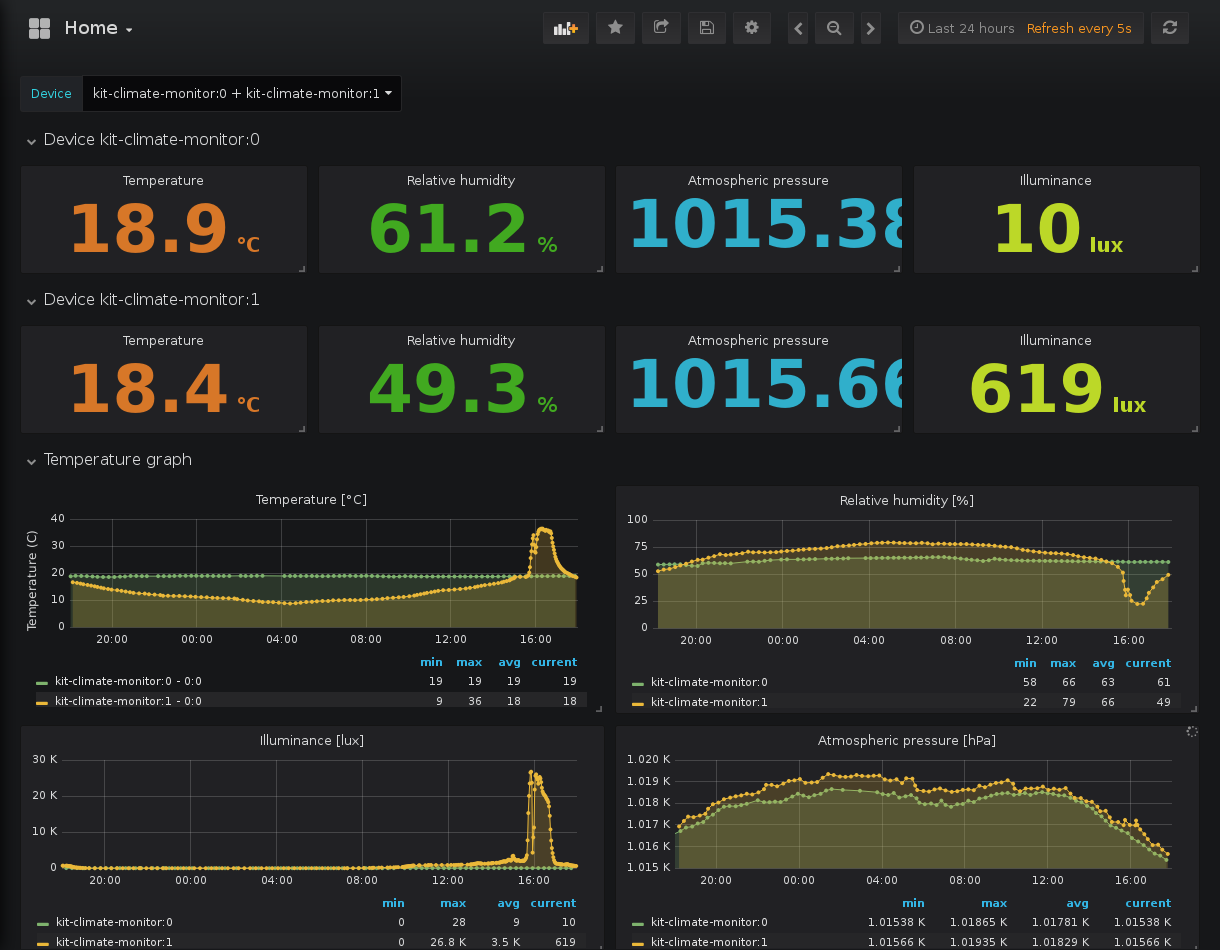 Home
Last 24 hours Refresh every 5s
Device kit-climate-monitor:0 + kit-climate-monitor:1
Device kit-climate-monitor:0
Temperature Relative humidity Atmospheric pressure Illuminance
18.9 °C 61.2 % 1015.38 10 lux
Device kit-climate-monitor:1
Temperature Relative humidity Atmospheric pressure Illuminance
18.4 °C 49.3 % 1015.66 619 lux
Temperature graph
Temperature [°C]
Temperature (C)
40
30
20
10
0
20:00 00:00 04:00 08:00 12:00 16:00
min max avg current
kit-climate-monitor:0 - 0:0 19 19 19 19
kit-climate-monitor:1 - 0:0 9 36 18 18
Relative humidity [%]
100
75
50
25
0
20:00 00:00 04:00 08:00 12:00 16:00
min max avg current
kit-climate-monitor:0 58 66 63 61
kit-climate-monitor:1 22 79 66 49
Illuminance [lux]
30 K
20 K
10 K
0
20:00 00:00 04:00 08:00 12:00 16:00
min max avg current
kit-climate-monitor:0 0 28 9 10
kit-climate-monitor:1 0 26.8 K 3.5 K 619
Atmospheric pressure [hPa]
1.020 K
1.019 K
1.018 K
1.017 K
1.016 K
1.015 K
20:00 00:00 04:00 08:00 12:00 16:00
min max avg current
kit-climate-monitor:0 1.01538 K 1.01865 K 1.01781 K 1.01538 K
kit-climate-monitor:1 1.01566 K 1.01935 K 1.01829 K 1.01566 K